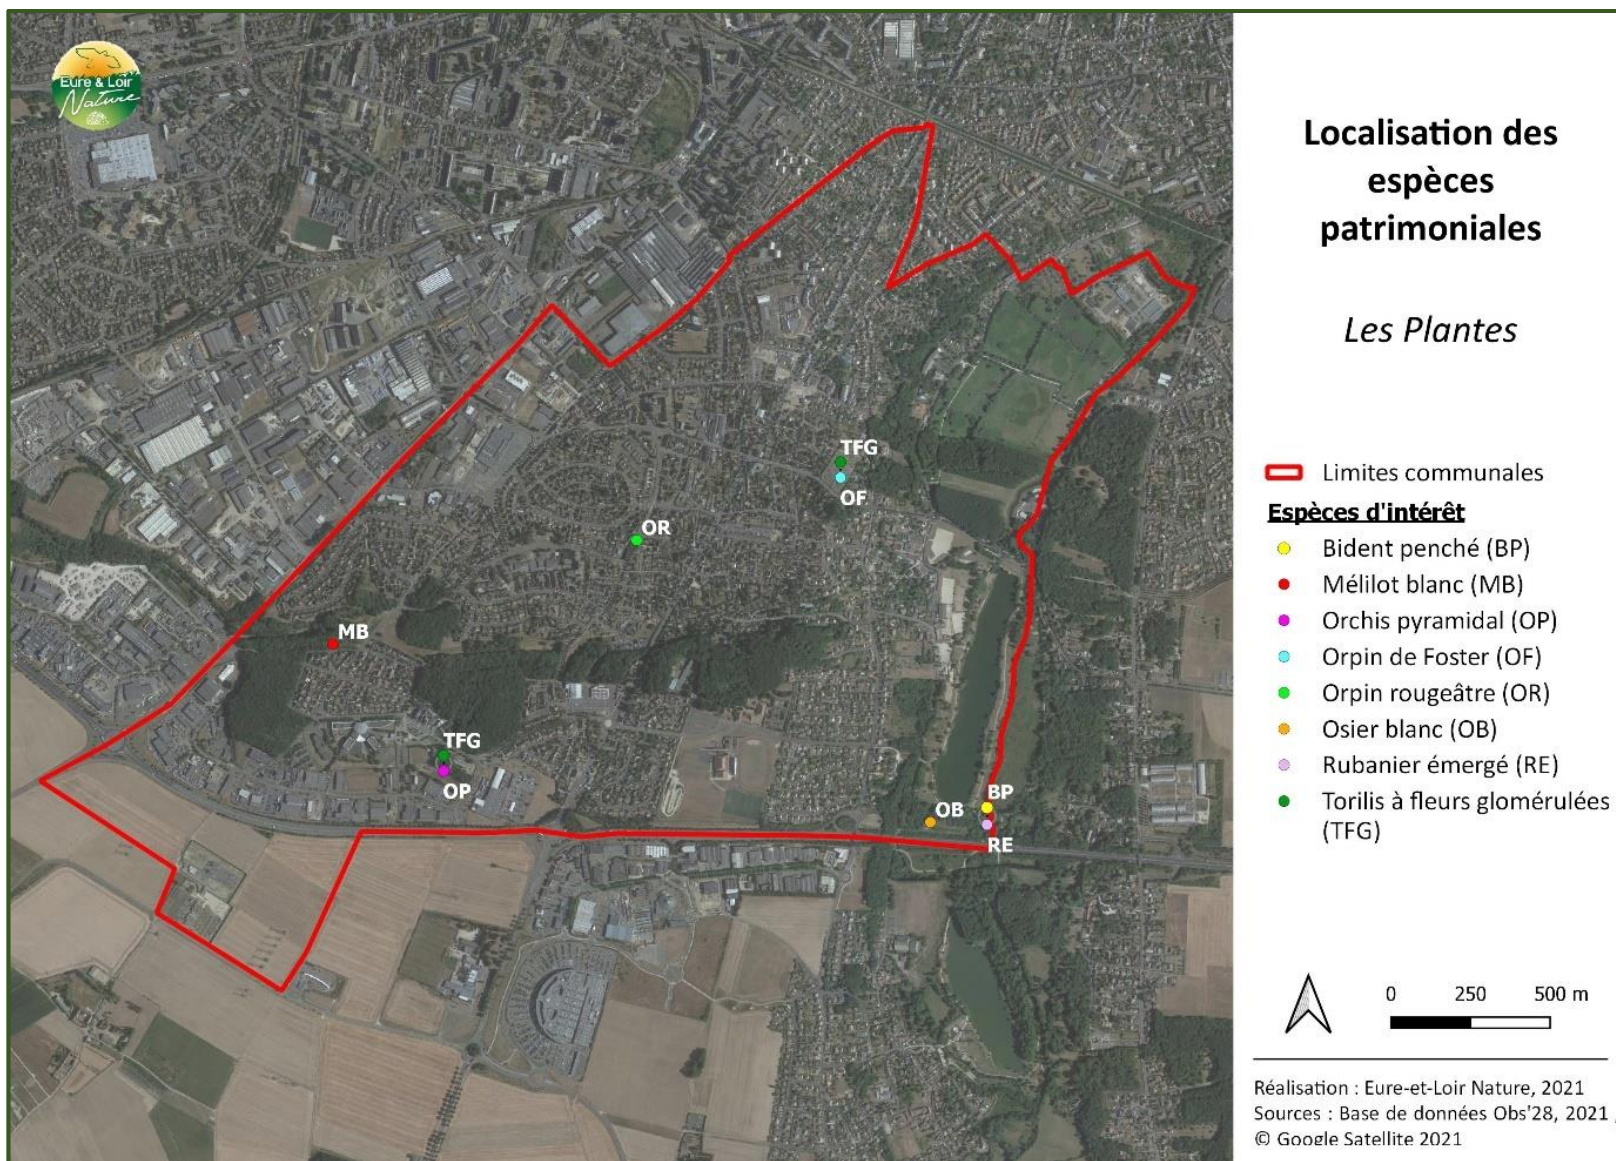 Eure & Loir
Nature
Localisation des
espèces
patrimoniales
Les Plantes
Limites communales
Espèces d'intérêt
Bident penché (BP)
Mélilot blanc (MB)
Orchis pyramidal (OP)
Orpin de Foster (OF)
Orpin rougeâtre (OR)
Osier blanc (OB)
Rubanier émergé (RE)
Torilis à fleurs glomérulées
(TFG)
TFG
OF
OR
MB
TFG
OP
BP
OB
RE
0 250 500 m
Réalisation : Eure-et-Loir Nature, 2021
Sources : Base de données Obs'28, 2021 ,
© Google Satellite 2021